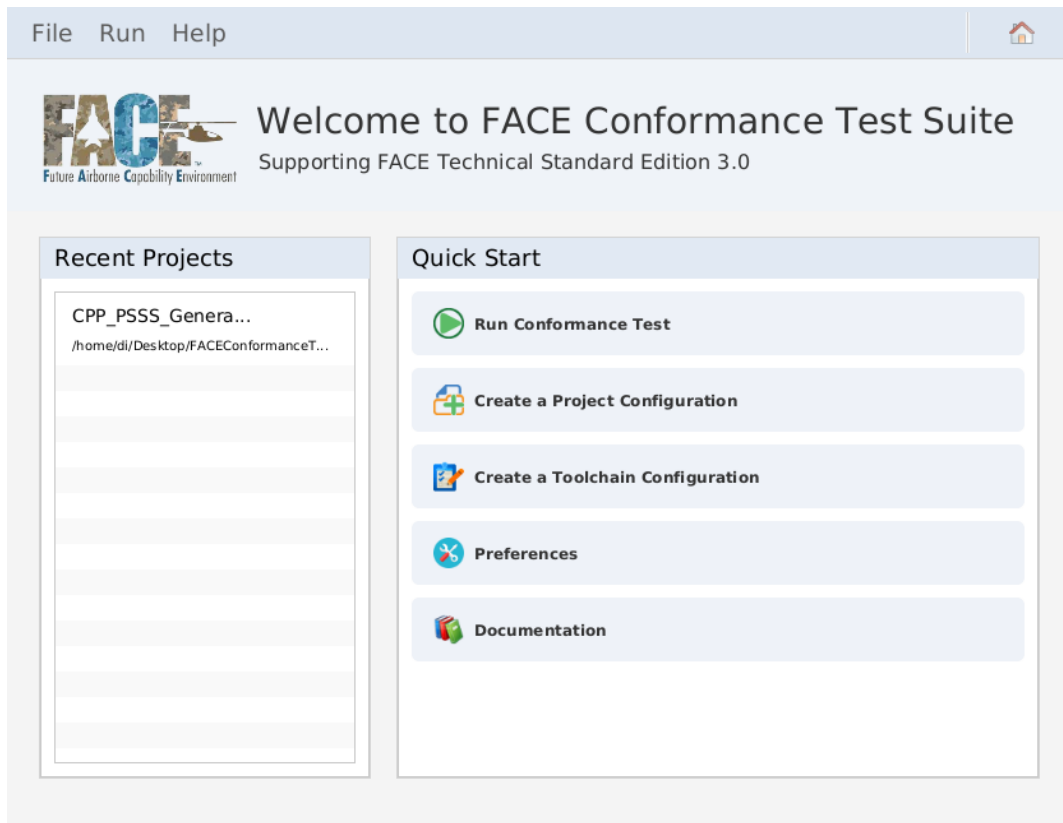 File Run Help
FACE
™
Future Airborne Capability Environment
Welcome to FACE Conformance Test Suite
Supporting FACE Technical Standard Edition 3.0
Recent Projects
CPP_PSSS_Genera...
/home/di/Desktop/FACEConformanceT...
Quick Start
Run Conformance Test
Create a Project Configuration
Create a Toolchain Configuration
Preferences
Documentation